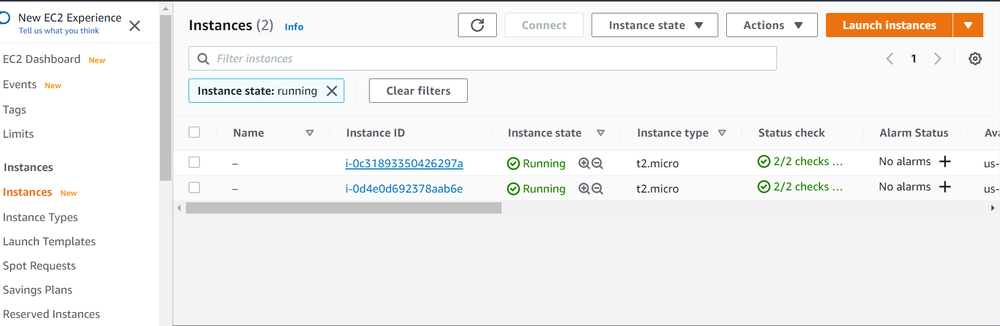 New EC2 Experience
Tell us what you think
EC2 Dashboard New
Events New
Tags
Limits
Instances
Instances New
Instance Types
Launch Templates
Spot Requests
Savings Plans
Reserved Instances
Instances (2) Info
Connect
Instance state
Actions
Launch instances
Filter instances
1
Instance state: running
Clear filters
Name Instance ID Instance state Instance type Status check Alarm Status Ava
– i-0c31893350426297a Running t2.micro 2/2 checks ... No alarms + us-
– i-0d4e0d692378aab6e Running t2.micro 2/2 checks ... No alarms + us-